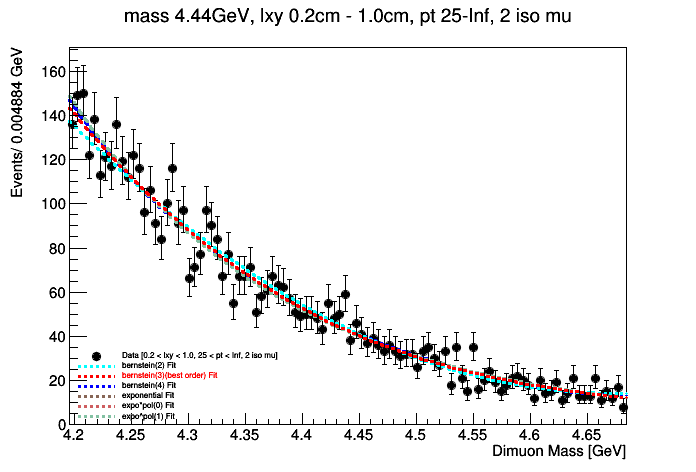 mass 4.44GeV, lxy 0.2cm - 1.0cm, pt 25-Inf, 2 iso mu
Events/ 0.004884 GeV
160
140
120
100
80
60
40
20
0
Data [0.2 < lxy < 1.0, 25 < pt < Inf, 2 iso mu]
bernstein(2) Fit
bernstein(3)(best order) Fit
bernstein(4) Fit
exponential Fit
expo*pol(0) Fit
expo*pol(1) Fit
4.2 4.25 4.3 4.35 4.4 4.45 4.5 4.55 4.6 4.65
Dimuon Mass [GeV]